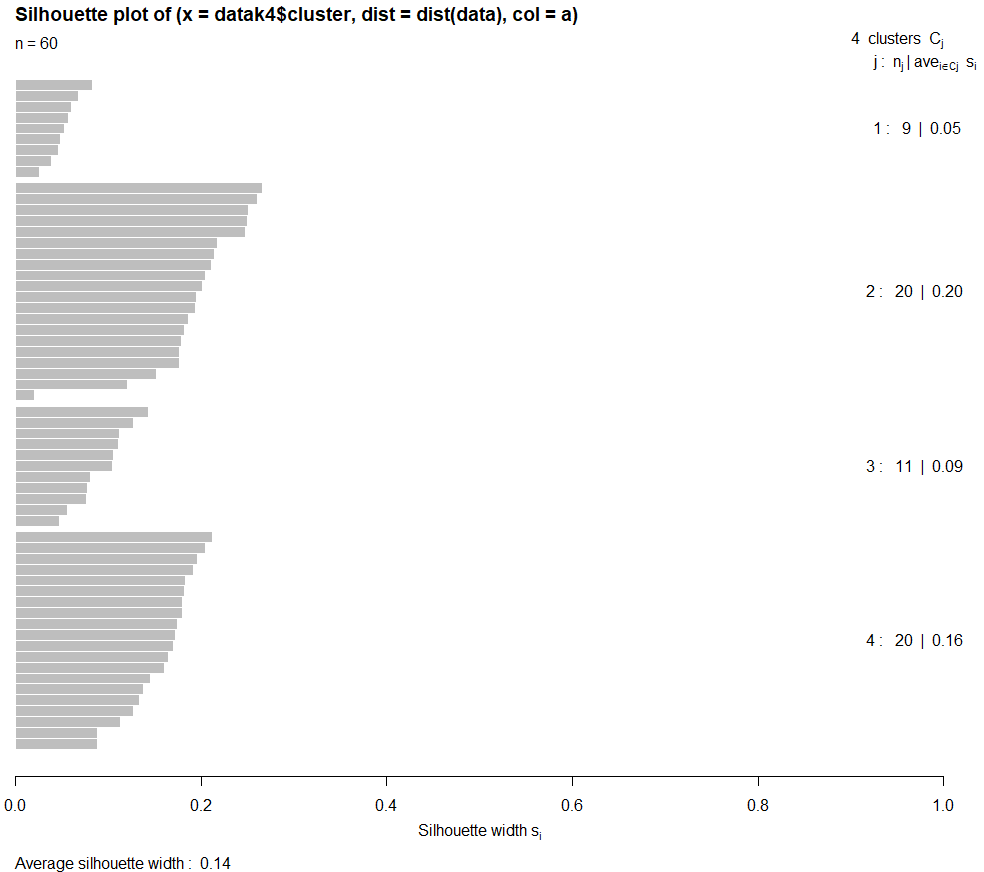 Silhouette plot of (x = datak4$cluster, dist = dist(data), col = a)
n = 60
4 clusters Cj
j : nj | avei∈Cj si
1 : 9 | 0.05
2 : 20 | 0.20
3 : 11 | 0.09
4 : 20 | 0.16
0.0 0.2 0.4 0.6 0.8 1.0
Silhouette width si
Average silhouette width : 0.14